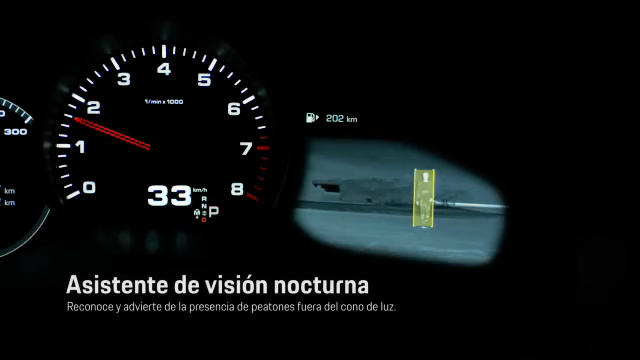 300
km
km
0
1
2
3
4
5
6
7
8
1/min x 1000
33 km/h
P
R
N
D
202 km
Asistente de visión nocturna
Reconoce y advierte de la presencia de peatones fuera del cono de luz.